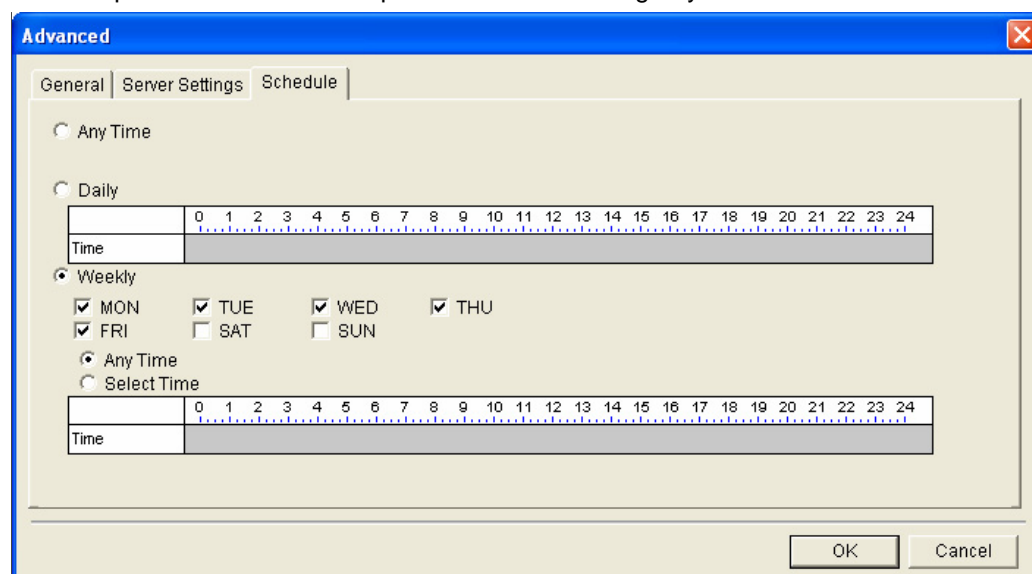 Advanced
General Server Settings Schedule
Any Time
Daily
0 1 2 3 4 5 6 7 8 9 10 11 12 13 14 15 16 17 18 19 20 21 22 23 24
Time
Weekly
MON TUE WED THU
FRI SAT SUN
Any Time
Select Time
0 1 2 3 4 5 6 7 8 9 10 11 12 13 14 15 16 17 18 19 20 21 22 23 24
Time
OK Cancel